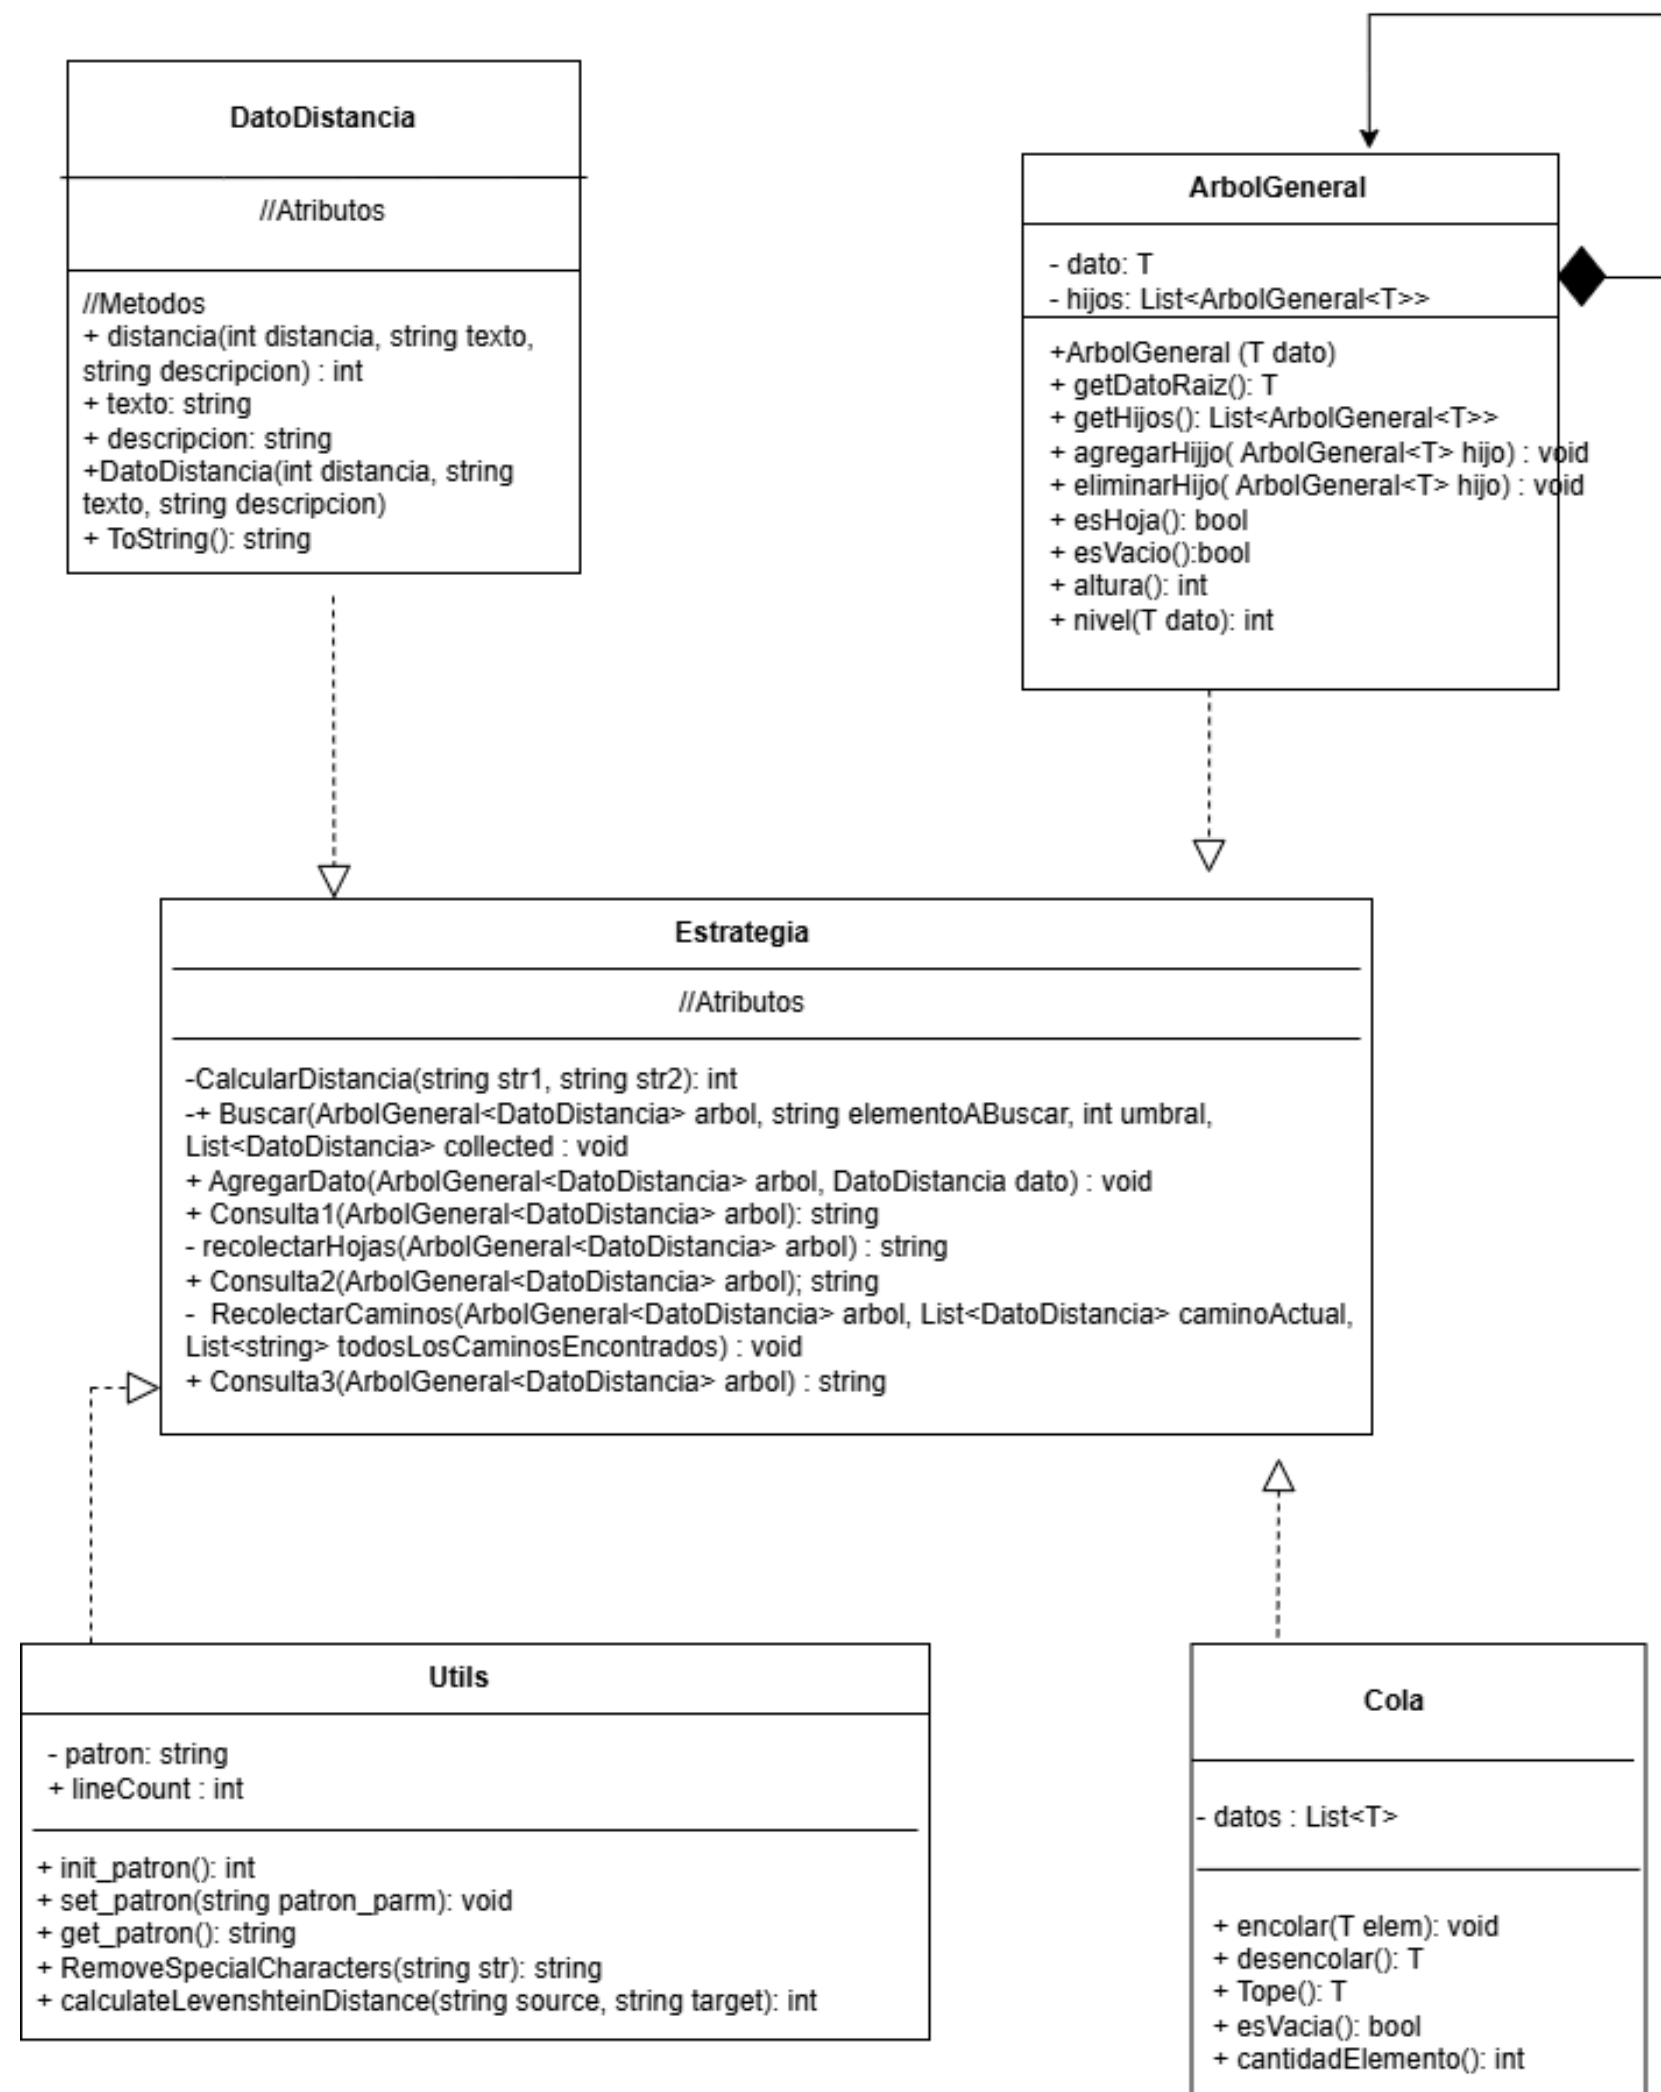 DatoDistancia
//Atributos
//Metodos
+ distancia(int distancia, string texto,
string descripcion) : int
+ texto: string
+ descripcion: string
+DatoDistancia(int distancia, string
texto, string descripcion)
+ ToString(): string
ArbolGeneral
- dato: T
- hijos: List<ArbolGeneral<T>>
+ArbolGeneral (T dato)
+ getDatoRaiz(): T
+ getHijos(): List<ArbolGeneral<T>>
+ agregarHijjo( ArbolGeneral<T> hijo) : void
+ eliminarHijo( ArbolGeneral<T> hijo) : void
+ esHoja(): bool
+ esVacio():bool
+ altura(): int
+ nivel(T dato): int
Estrategia
//Atributos
-CalcularDistancia(string str1, string str2): int
-+ Buscar(ArbolGeneral<DatoDistancia> arbol, string elementoABuscar, int umbral,
List<DatoDistancia> collected : void
+ AgregarDato(ArbolGeneral<DatoDistancia> arbol, DatoDistancia dato) : void
+ Consulta1(ArbolGeneral<DatoDistancia> arbol): string
- recolectarHojas(ArbolGeneral<DatoDistancia> arbol) : string
+ Consulta2(ArbolGeneral<DatoDistancia> arbol); string
- RecolectarCaminos(ArbolGeneral<DatoDistancia> arbol, List<DatoDistancia> caminoActual,
List<string> todosLosCaminosEncontrados) : void
+ Consulta3(ArbolGeneral<DatoDistancia> arbol) : string
Utils
- patron: string
+ lineCount : int
+ init_patron(): int
+ set_patron(string patron_parm): void
+ get_patron(): string
+ RemoveSpecialCharacters(string str): string
+ calculateLevenshteinDistance(string source, string target): int
Cola
- datos : List<T>
+ encolar(T elem): void
+ desencolar(): T
+ Tope(): T
+ esVacia(): bool
+ cantidadElemento(): int